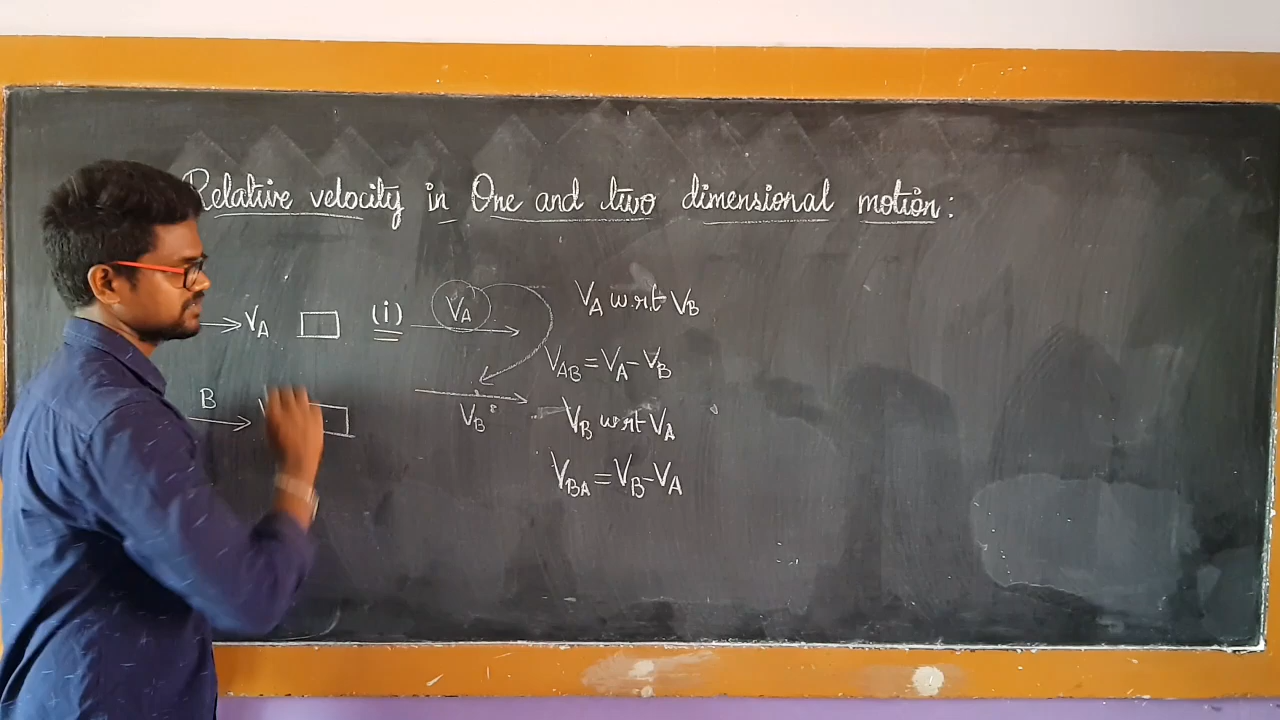 Relative velocity in One and two dimensional motion:
VA (i) VA VA w.r.t VB
VAB = VA - VB
B VB VB w.r.t VA
VBA = VB - VA